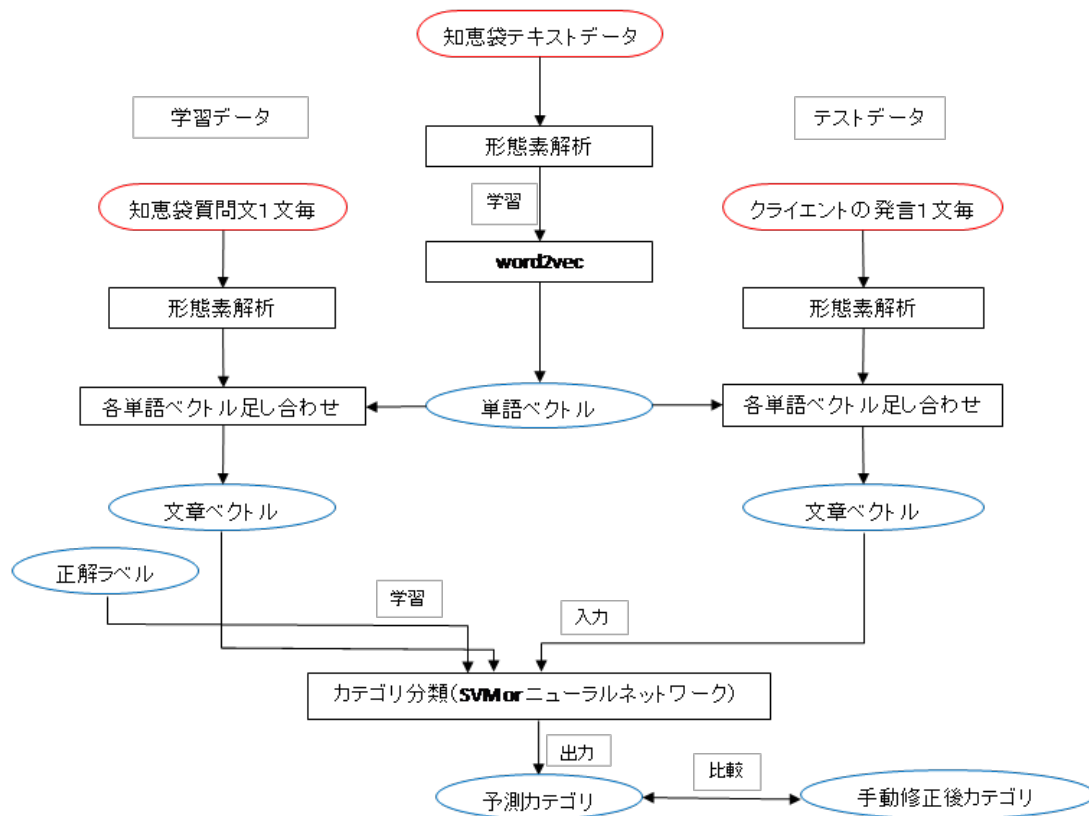 知恵袋テキストデータ
学習データ
テストデータ
形態素解析
学習
知恵袋質問文1文毎
クライエントの発言1文毎
word2vec
形態素解析
形態素解析
各単語ベクトル足し合わせ
単語ベクトル
各単語ベクトル足し合わせ
文章ベクトル
文章ベクトル
正解ラベル
学習
入力
カテゴリ分類(SVM or ニューラルネットワーク)
出力
比較
予測カテゴリ
手動修正後カテゴリ